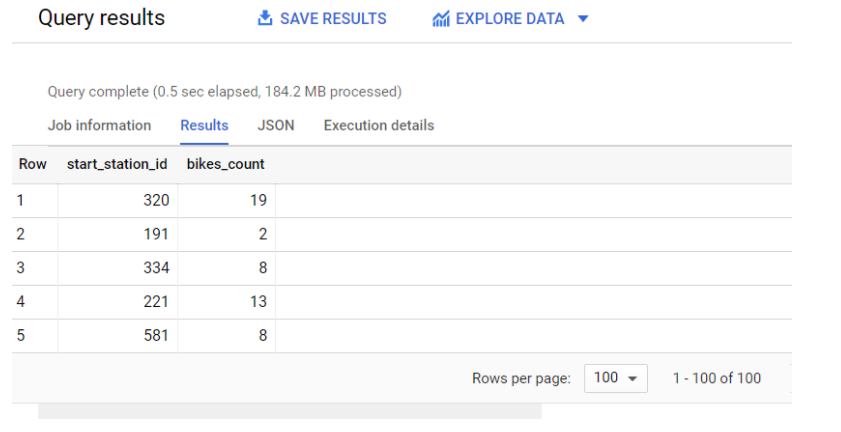 Query results SAVE RESULTS EXPLORE DATA
Query complete (0.5 sec elapsed, 184.2 MB processed)
Job information Results JSON Execution details
Row start_station_id bikes_count
1 320 19
2 191 2
3 334 8
4 221 13
5 581 8
Rows per page: 100 1 - 100 of 100